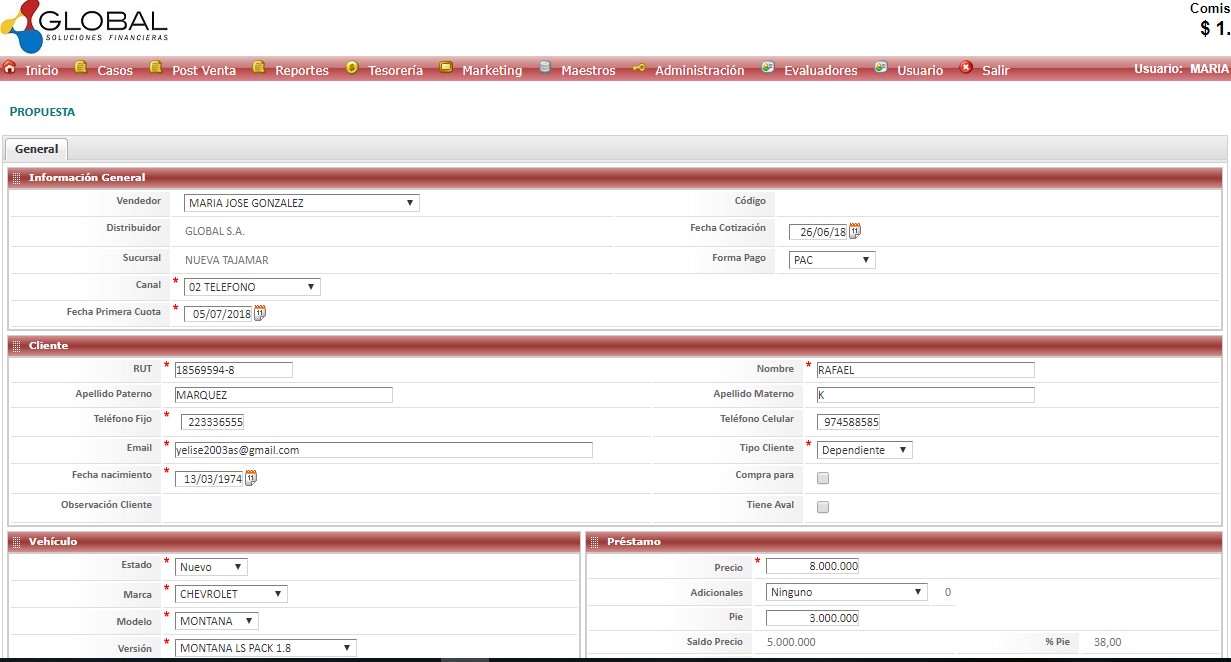 GLOBAL
SOLUCIONES FINANCIERAS
Comis
$ 1.
Inicio Casos Post Venta Reportes Tesorería Marketing Maestros Administración Evaluadores Usuario Salir Usuario: MARIA
PROPUESTA
General
Información General
Vendedor MARIA JOSE GONZALEZ Código
Distribuidor GLOBAL S.A. Fecha Cotización 26/06/18
Sucursal NUEVA TAJAMAR Forma Pago PAC
Canal * 02 TELEFONO
Fecha Primera Cuota * 05/07/2018
Cliente
RUT * 18569594-8 Nombre * RAFAEL
Apellido Paterno MARQUEZ Apellido Materno K
Teléfono Fijo * 223336555 Teléfono Celular 974588585
Email * yelise2003as@gmail.com Tipo Cliente * Dependiente
Fecha nacimiento * 13/03/1974 Compra para
Observación Cliente Tiene Aval
Vehículo Préstamo
Estado * Nuevo Precio * 8.000.000
Marca * CHEVROLET Adicionales Ninguno 0
Modelo * MONTANA Pie 3.000.000
Versión * MONTANA LS PACK 1.8 Saldo Precio 5.000.000 % Pie 38,00